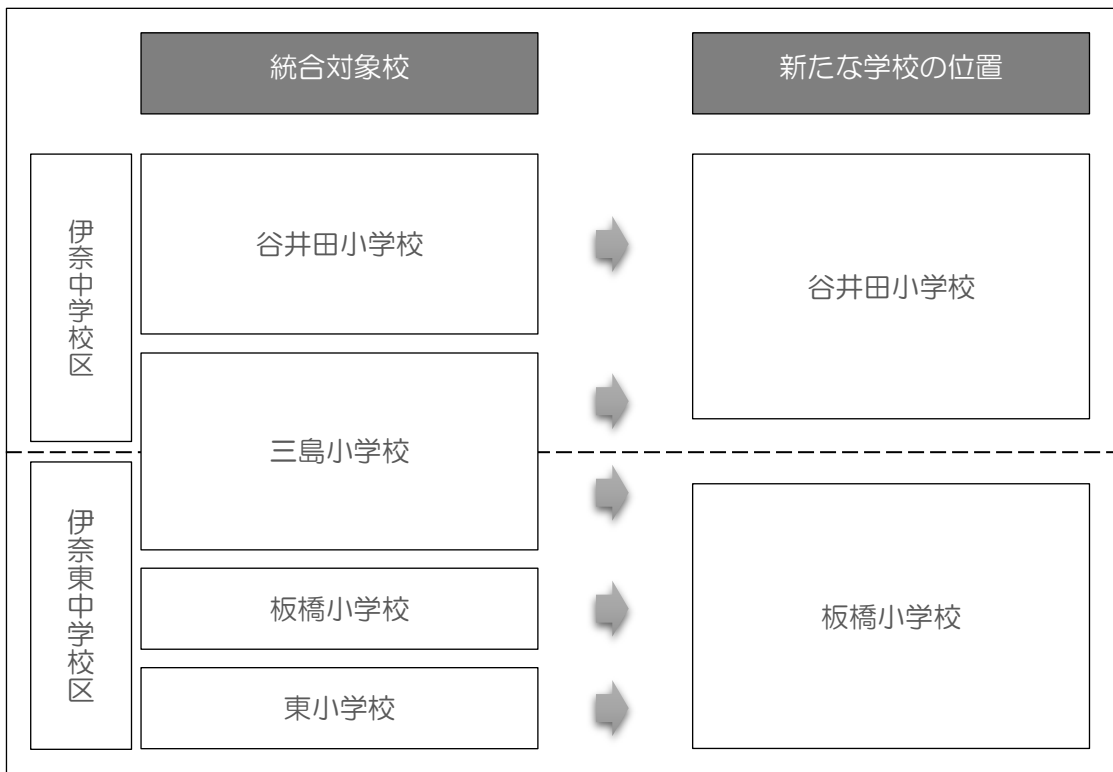 統合対象校
新たな学校の位置
伊奈中学校区
谷井田小学校
谷井田小学校
三島小学校
伊奈東中学校区
板橋小学校
板橋小学校
東小学校